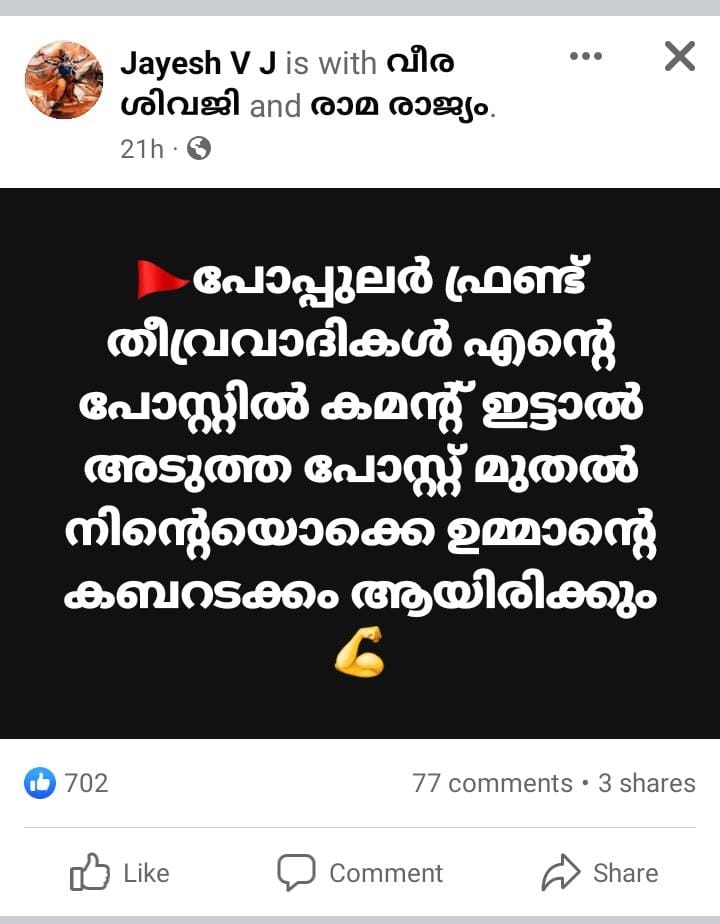 Jayesh V J is with വീര
ശിവജി and രാമ രാജ്യം.
21h ·
🚩പോപ്പുലർ ഫ്രണ്ട്
തീവ്രവാദികൾ എന്റെ
പോസ്റ്റിൽ കമന്റ് ഇട്ടാൽ
അടുത്ത പോസ്റ്റ് മുതൽ
നിന്റെയൊക്കെ ഉമ്മാന്റെ
കബറടക്കം ആയിരിക്കും
💪
702
77 comments • 3 shares
Like
Comment
Share